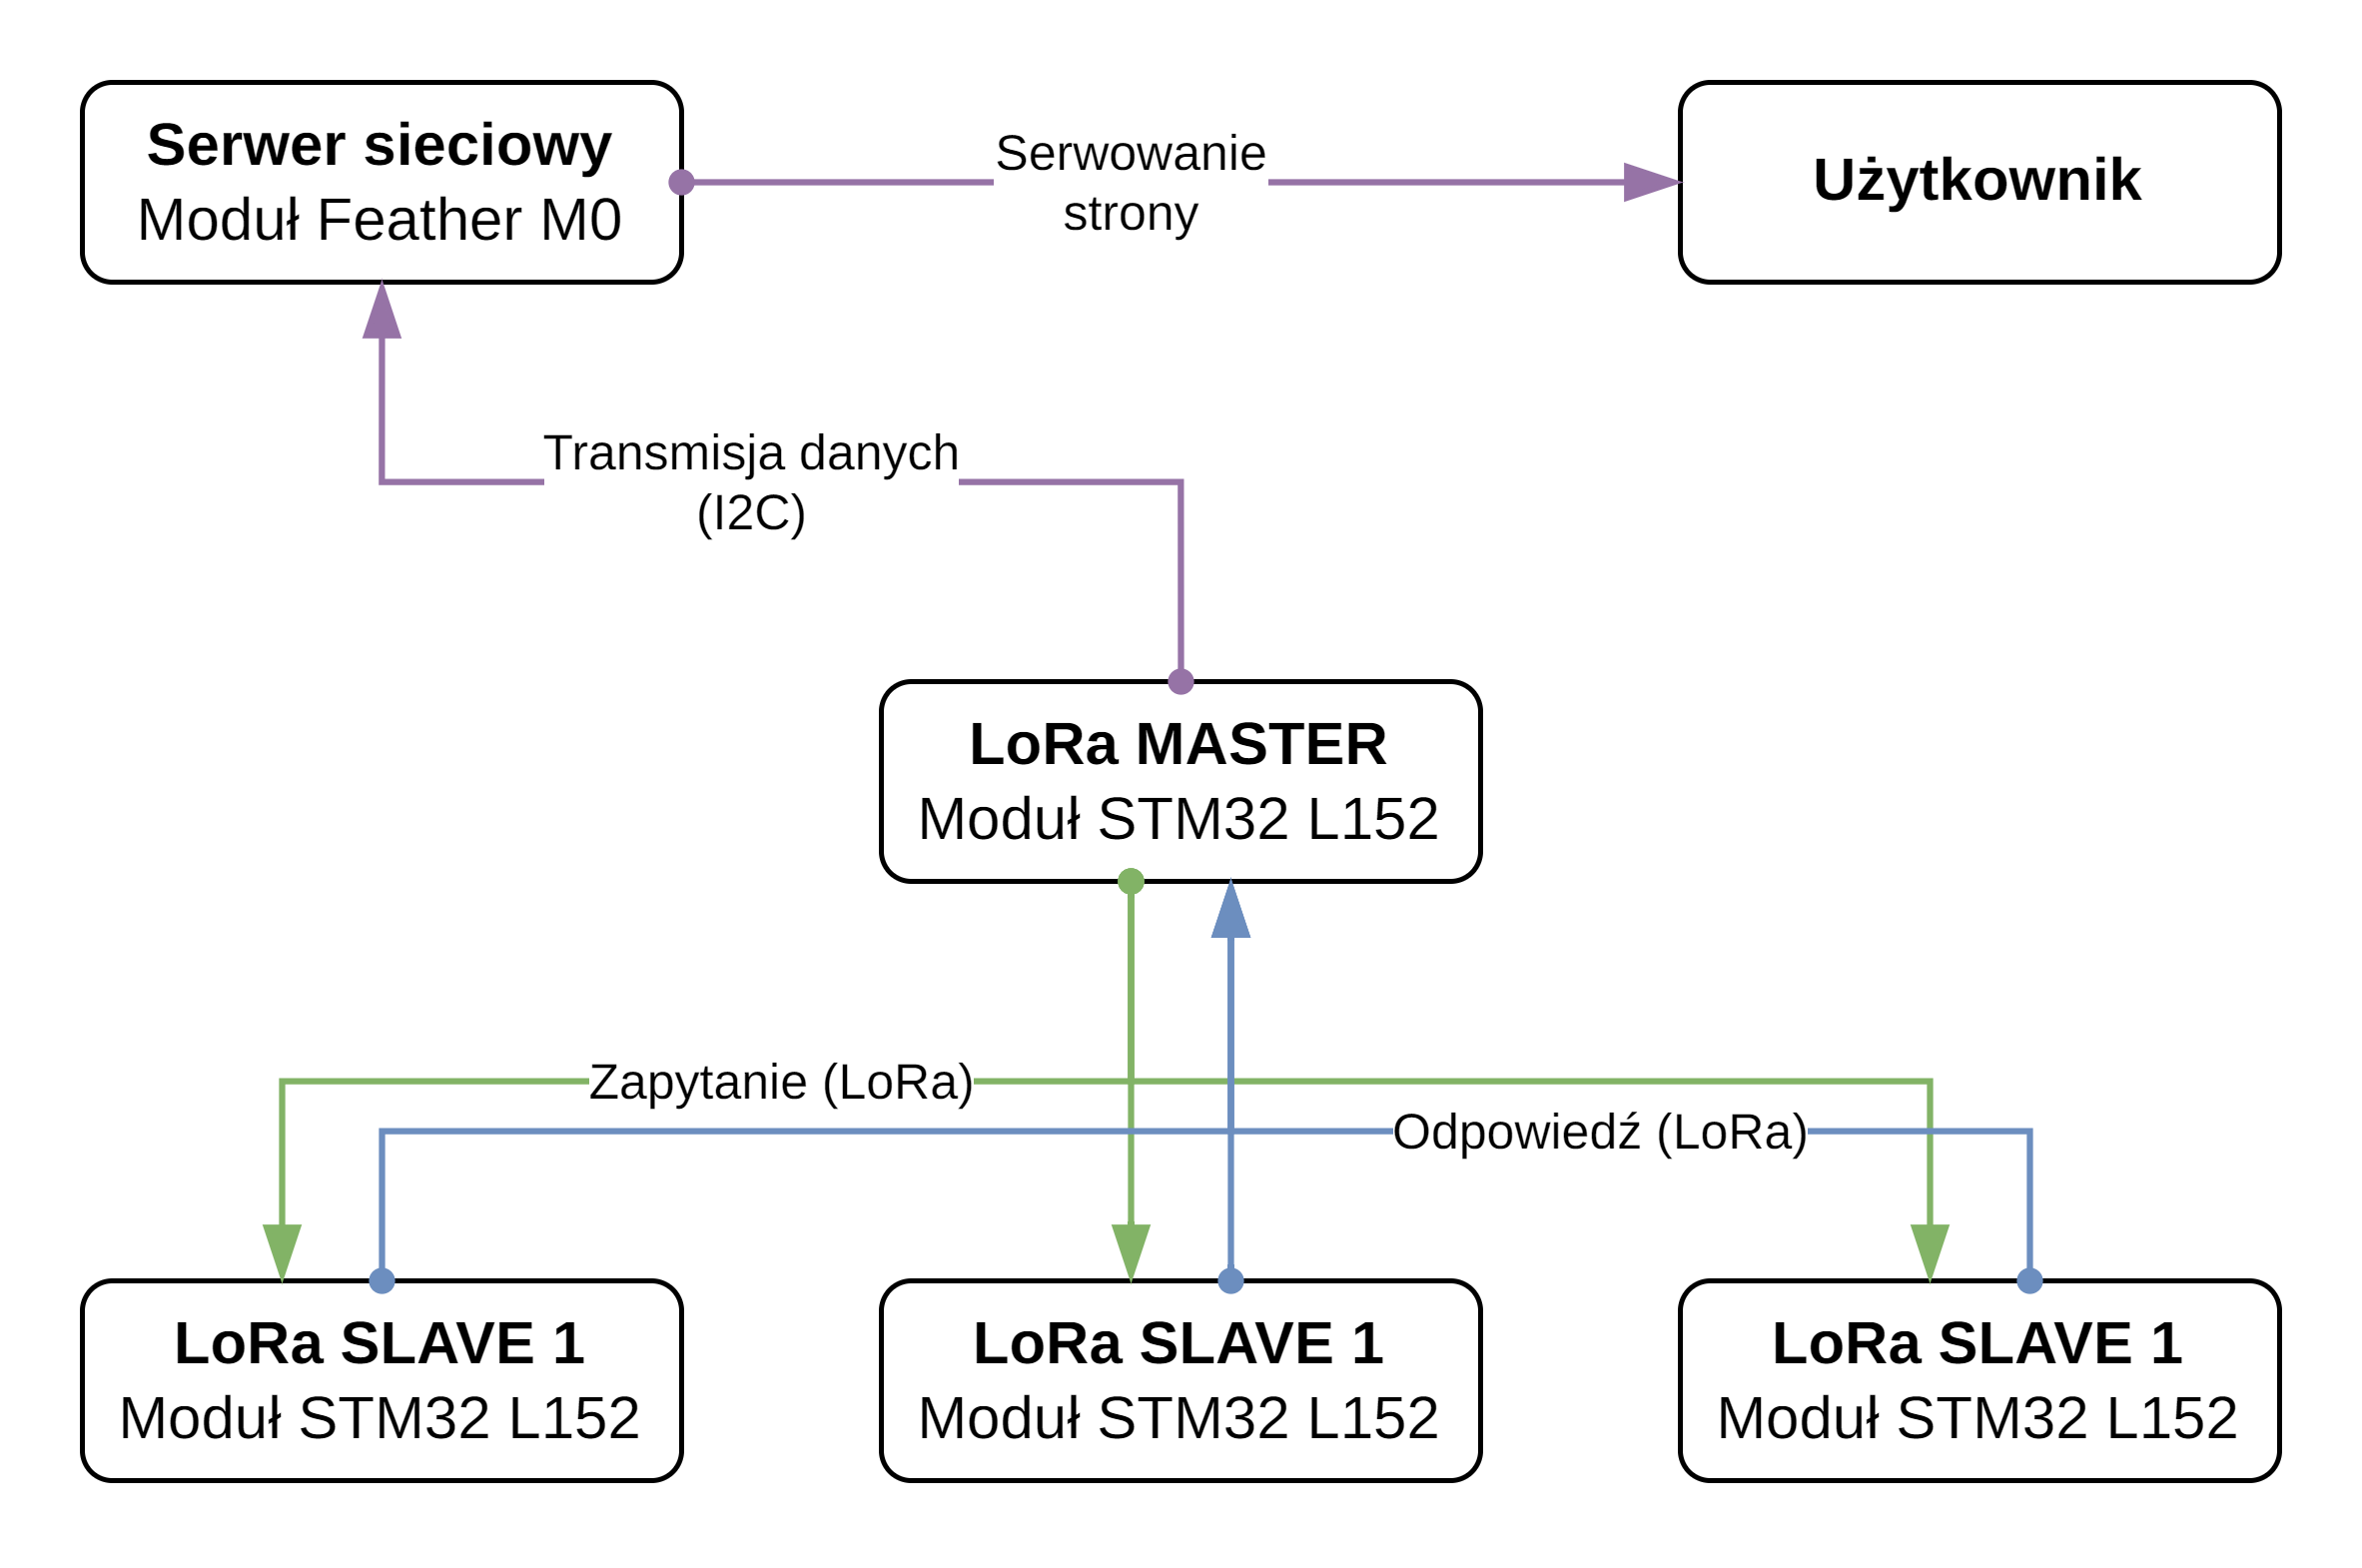 Serwer sieciowy
Moduł Feather M0
Serwowanie
strony
Użytkownik
Transmisja danych
(I2C)
LoRa MASTER
Moduł STM32 L152
Zapytanie (LoRa)
Odpowiedź (LoRa)
LoRa SLAVE 1
Moduł STM32 L152
LoRa SLAVE 1
Moduł STM32 L152
LoRa SLAVE 1
Moduł STM32 L152